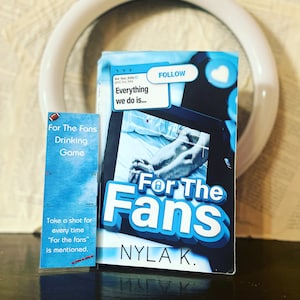 FOLLOW
Everything
we do is...
For The
Fans
NYLA K.
For The Fans
Drinking
Game
Take a shot for
every time
"For the fans"
is mentioned.